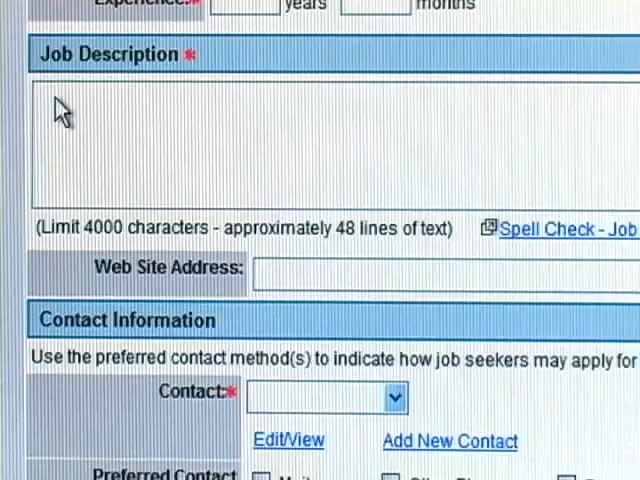 Experience:* years months
Job Description *
(Limit 4000 characters - approximately 48 lines of text) Spell Check - Job
Web Site Address:
Contact Information
Use the preferred contact method(s) to indicate how job seekers may apply for
Contact:*
Edit/View Add New Contact
Preferred Contact